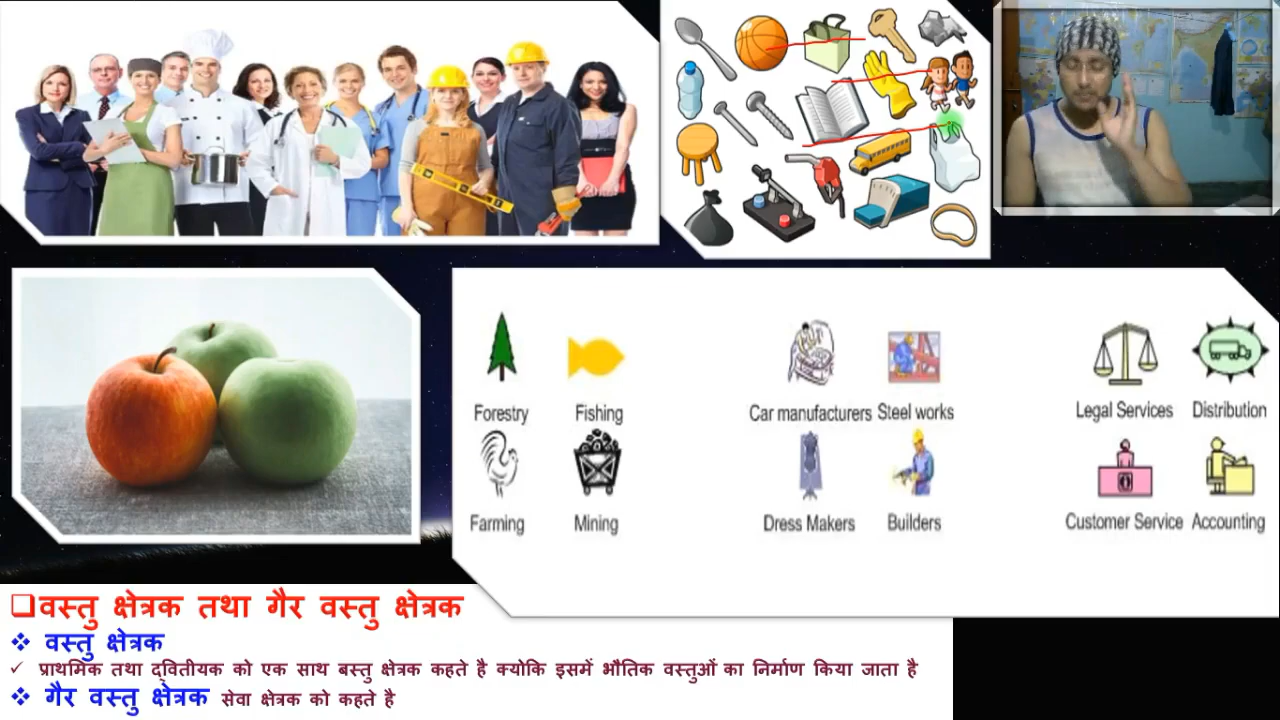 Forestry Fishing Car manufacturers Steel works Legal Services Distribution
Farming Mining Dress Makers Builders Customer Service Accounting
वस्तु क्षेत्रक तथा गैर वस्तु क्षेत्रक
वस्तु क्षेत्रक
प्राथमिक तथा द्वितीयक को एक साथ बस्तु क्षेत्रक कहते है क्योकि इसमें भौतिक वस्तुओं का निर्माण किया जाता है
गैर वस्तु क्षेत्रक सेवा क्षेत्रक को कहते है